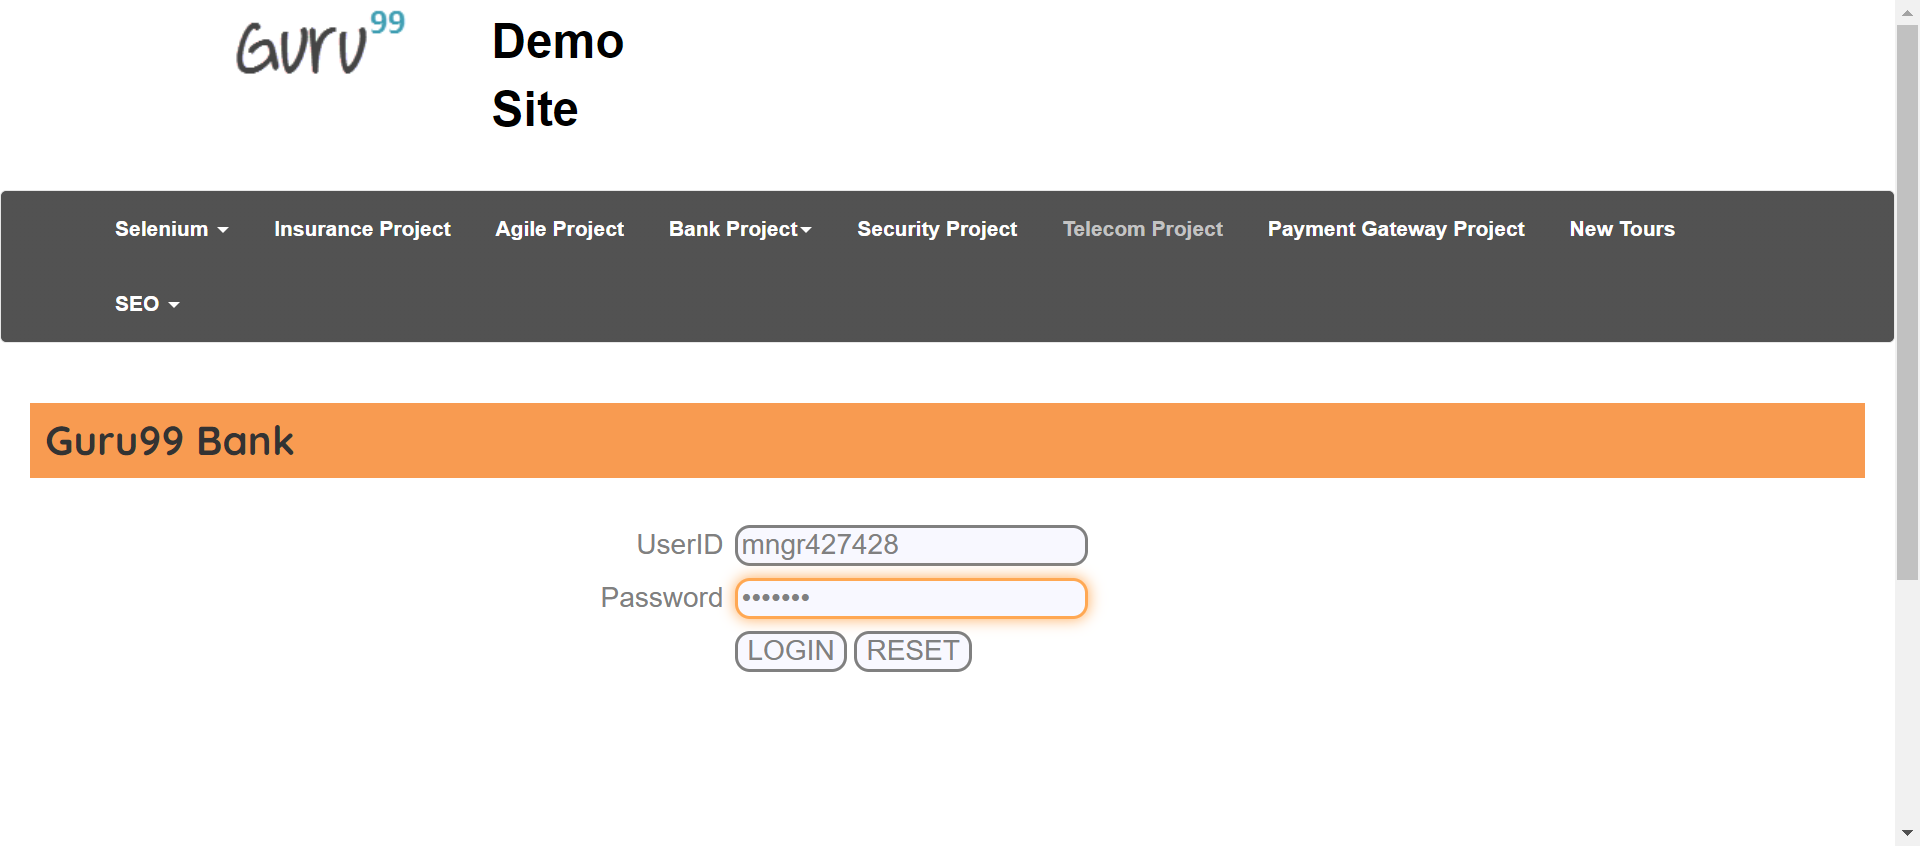 Guru99
Demo
Site
Selenium Insurance Project Agile Project Bank Project Security Project Telecom Project Payment Gateway Project New Tours
SEO
Guru99 Bank
UserID mngr427428
Password •••••••
LOGIN RESET